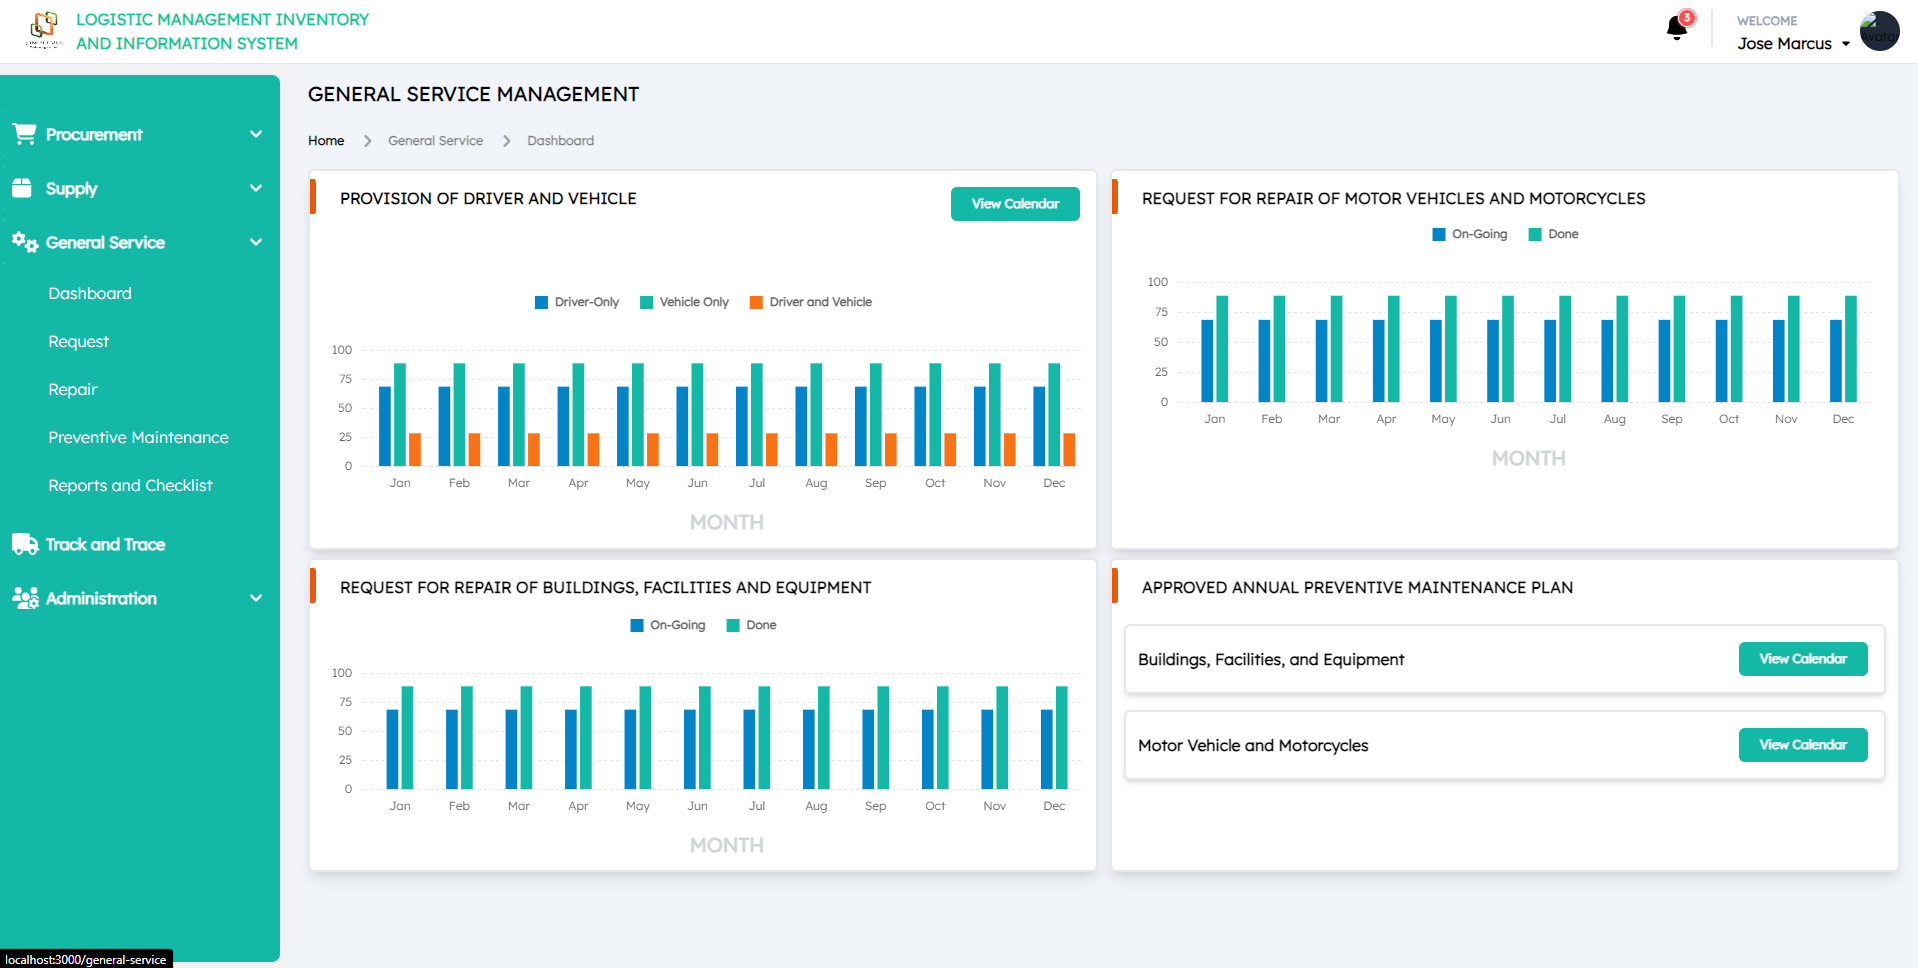 LOGISTIC MANAGEMENT INVENTORY
AND INFORMATION SYSTEM
3
WELCOME
Jose Marcus
Avatar
Procurement
Supply
General Service
Dashboard
Request
Repair
Preventive Maintenance
Reports and Checklist
Track and Trace
Administration
GENERAL SERVICE MANAGEMENT
Home General Service Dashboard
PROVISION OF DRIVER AND VEHICLE
View Calendar
Driver-Only Vehicle Only Driver and Vehicle
100
75
50
25
0
Jan Feb Mar Apr May Jun Jul Aug Sep Oct Nov Dec
MONTH
REQUEST FOR REPAIR OF MOTOR VEHICLES AND MOTORCYCLES
On-Going Done
100
75
50
25
0
Jan Feb Mar Apr May Jun Jul Aug Sep Oct Nov Dec
MONTH
REQUEST FOR REPAIR OF BUILDINGS, FACILITIES AND EQUIPMENT
On-Going Done
100
75
50
25
0
Jan Feb Mar Apr May Jun Jul Aug Sep Oct Nov Dec
MONTH
APPROVED ANNUAL PREVENTIVE MAINTENANCE PLAN
Buildings, Facilities, and Equipment
View Calendar
Motor Vehicle and Motorcycles
View Calendar
localhost:3000/general-service